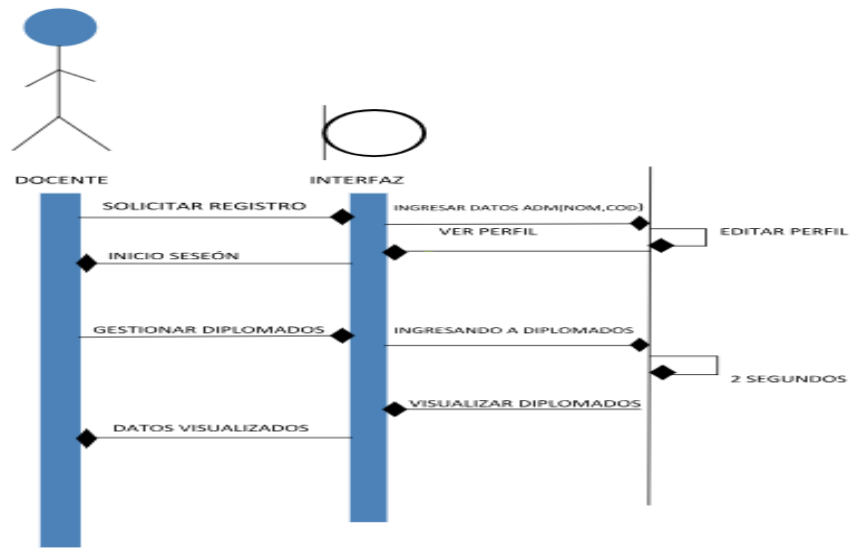 DOCENTE
INTERFAZ
SOLICITAR REGISTRO
INGRESAR DATOS ADM(NOM,COD)
VER PERFIL
EDITAR PERFIL
INICIO SESEÓN
GESTIONAR DIPLOMADOS
INGRESANDO A DIPLOMADOS
2 SEGUNDOS
VISUALIZAR DIPLOMADOS
DATOS VISUALIZADOS